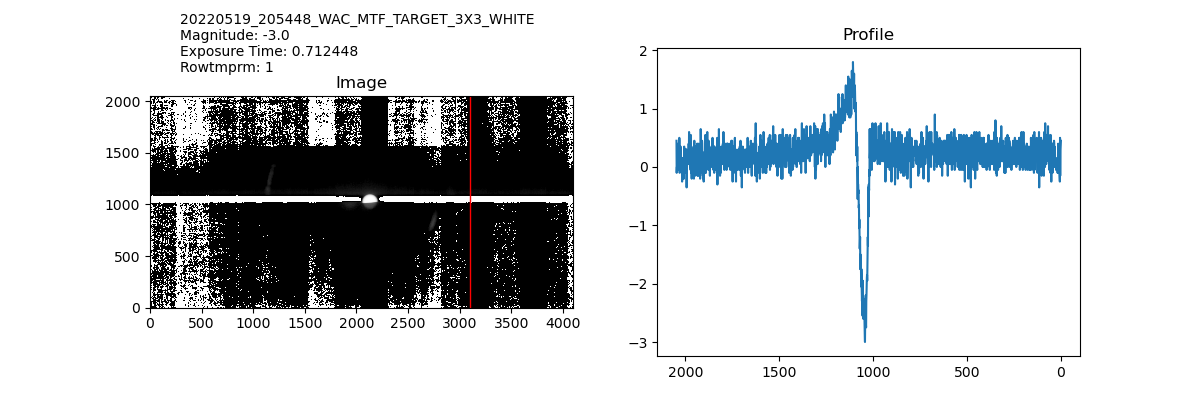 20220519_205448_WAC_MTF_TARGET_3X3_WHITE
Magnitude: -3.0
Exposure Time: 0.712448
Rowtmprm: 1
Image
2000
1500
1000
500
0
0 500 1000 1500 2000 2500 3000 3500 4000
Profile
2
1
0
−1
−2
−3
2000 1500 1000 500 0